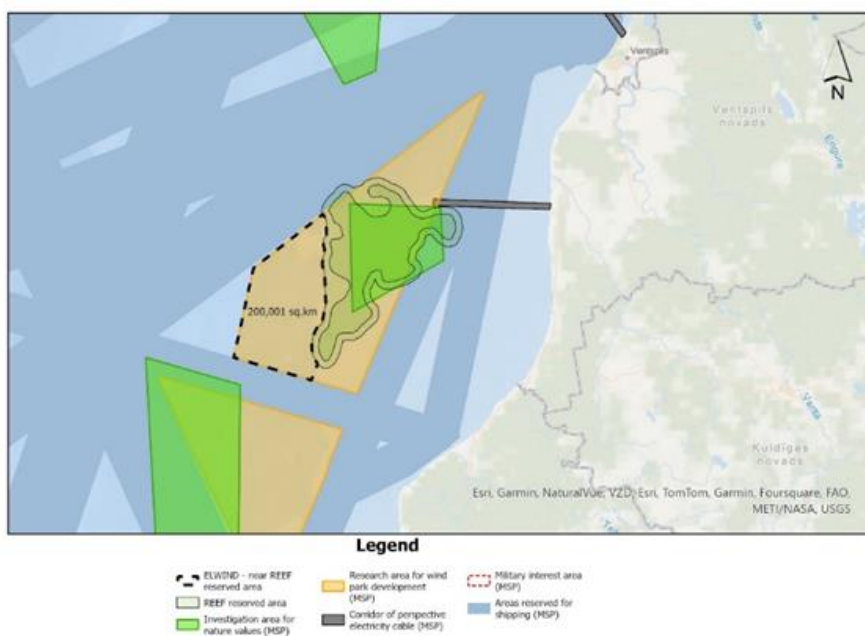 Ventspils
N
Ventspils
novads
Engure
200,001 sq.km
Venta
Kuldīgas
novads
Esri, Garmin, NaturalVue, VZD, Esri, TomTom, Garmin, Foursquare, FAO,
METI/NASA, USGS
Legend
ELWIND - near REEF
reserved area
REEF reserved area
Investigation area for
nature values (MSP)
Research area for wind
park development
(MSP)
Corridor of perspective
electricity cable (MSP)
Military interest area
(MSP)
Areas reserved for
shipping (MSP)